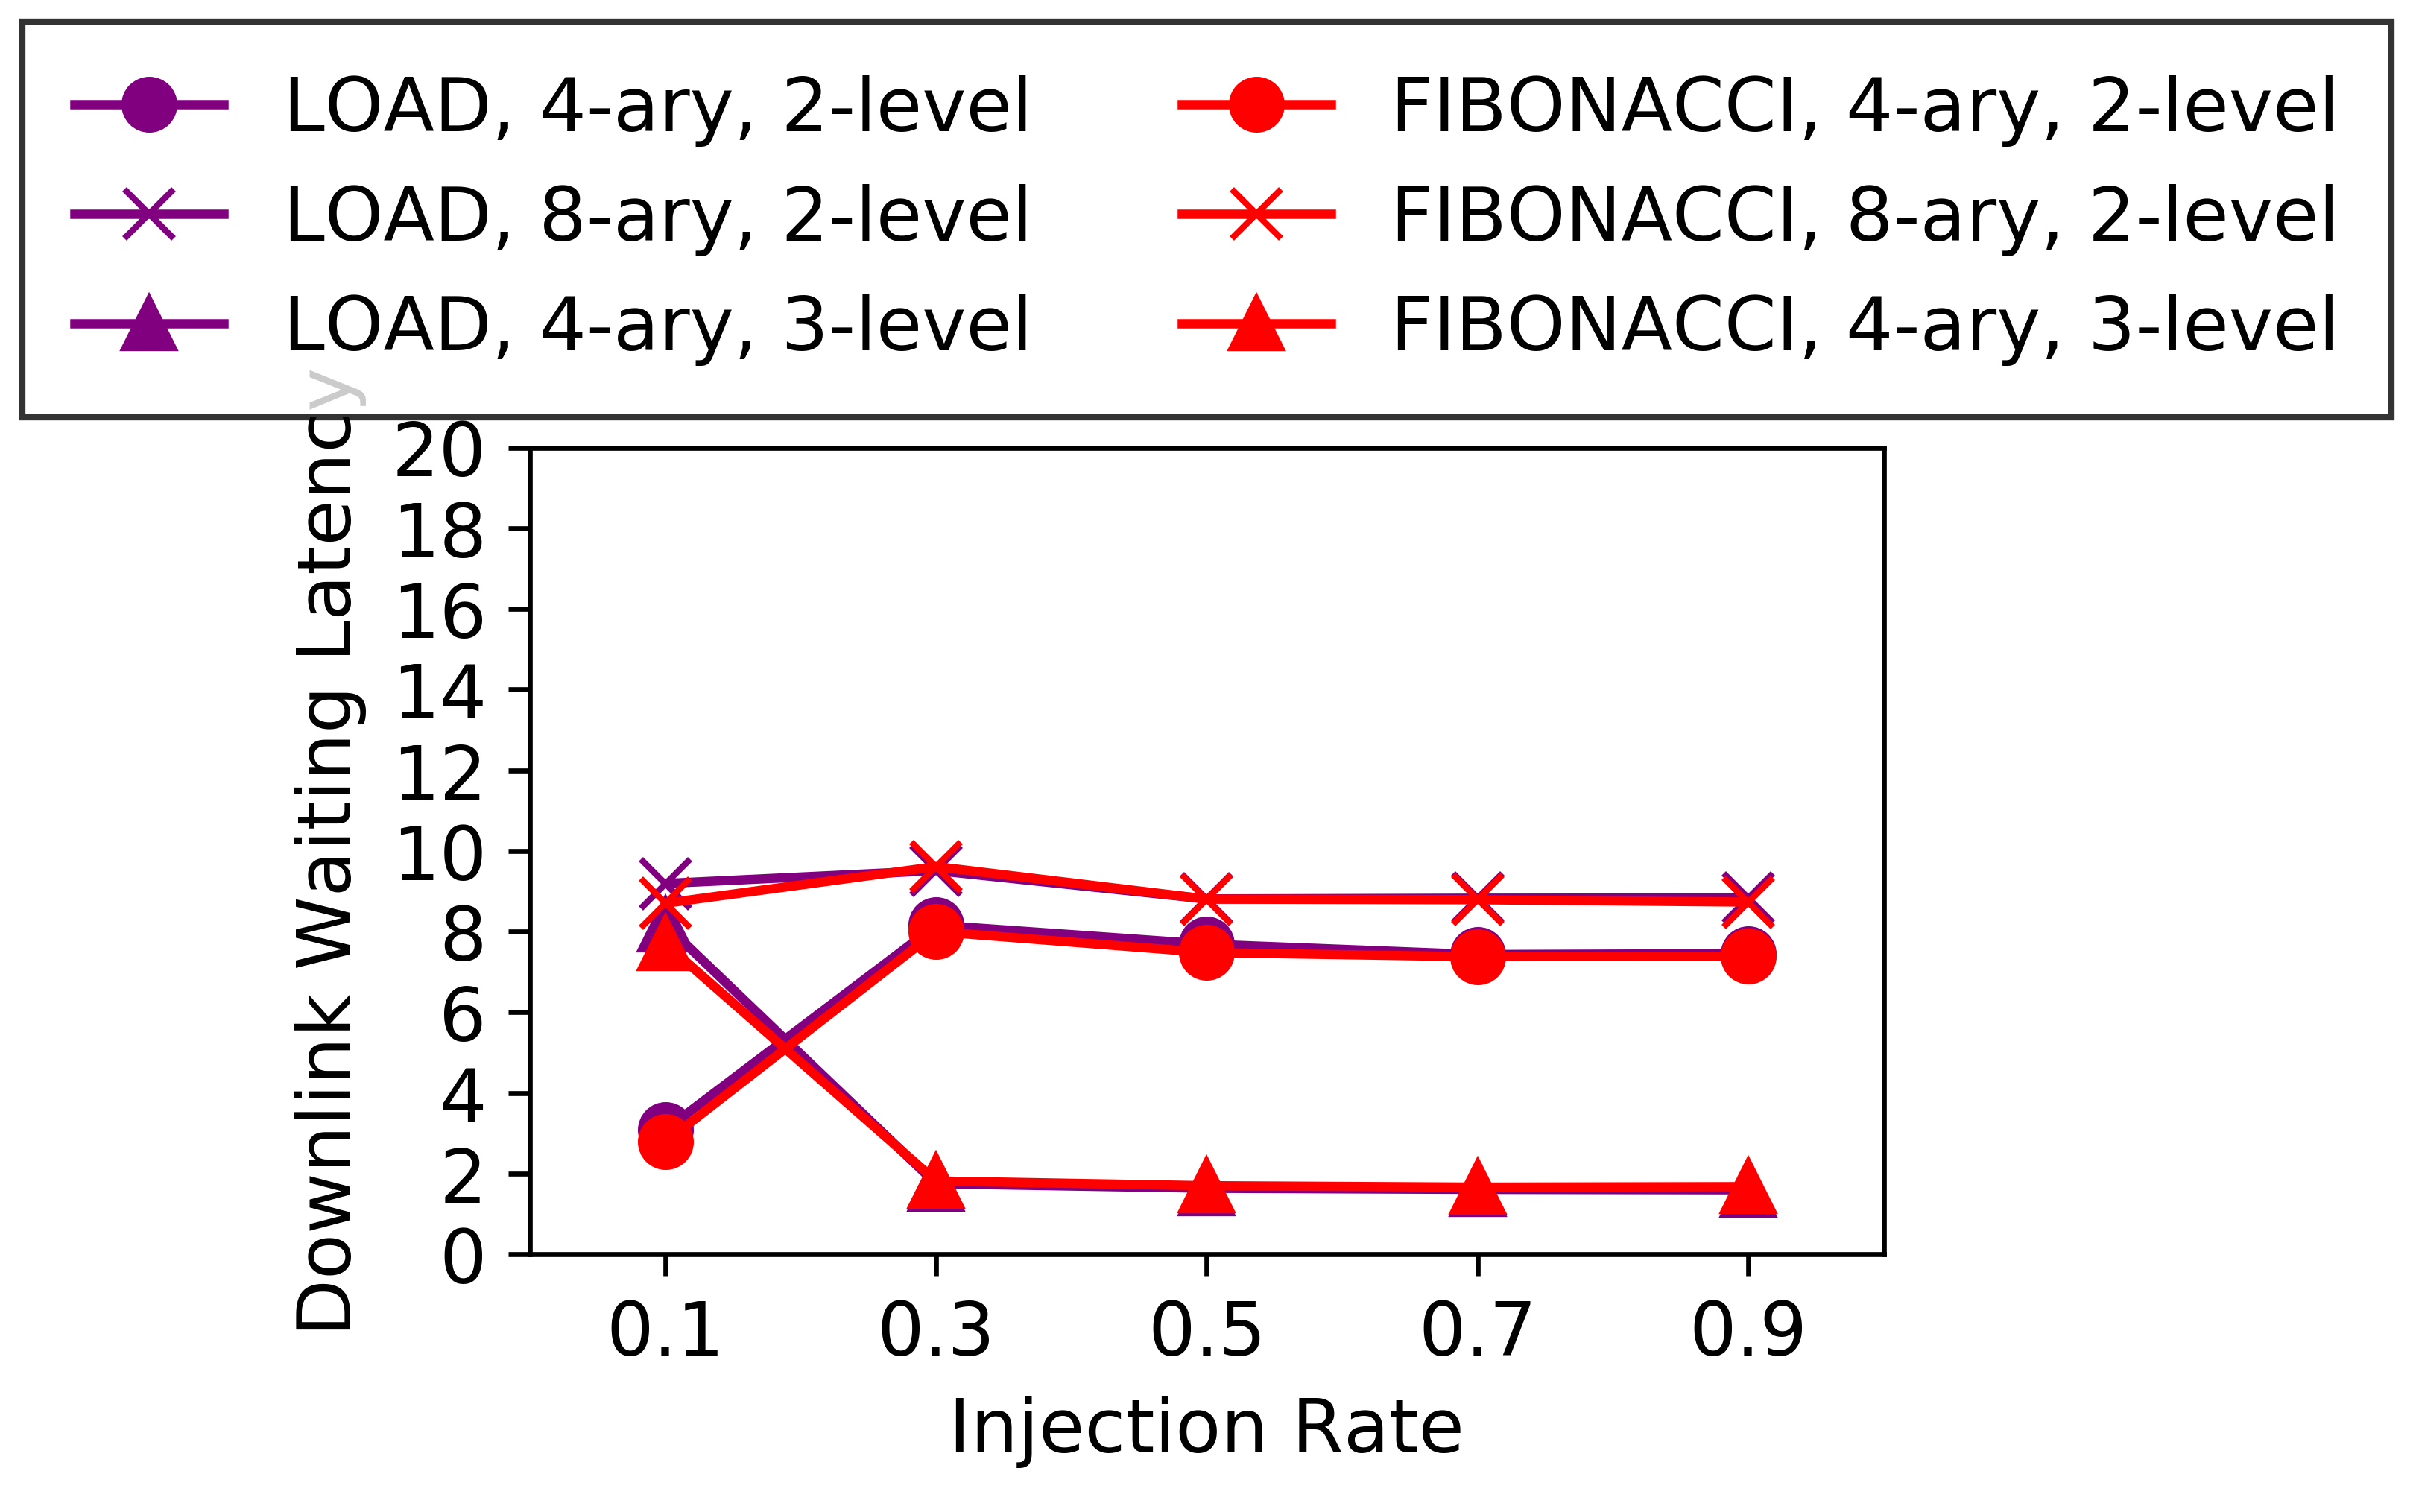 LOAD, 4-ary, 2-level
LOAD, 8-ary, 2-level
LOAD, 4-ary, 3-level
FIBONACCI, 4-ary, 2-level
FIBONACCI, 8-ary, 2-level
FIBONACCI, 4-ary, 3-level
Downlink Waiting Latency
20
18
16
14
12
10
8
6
4
2
0
0.1 0.3 0.5 0.7 0.9
Injection Rate